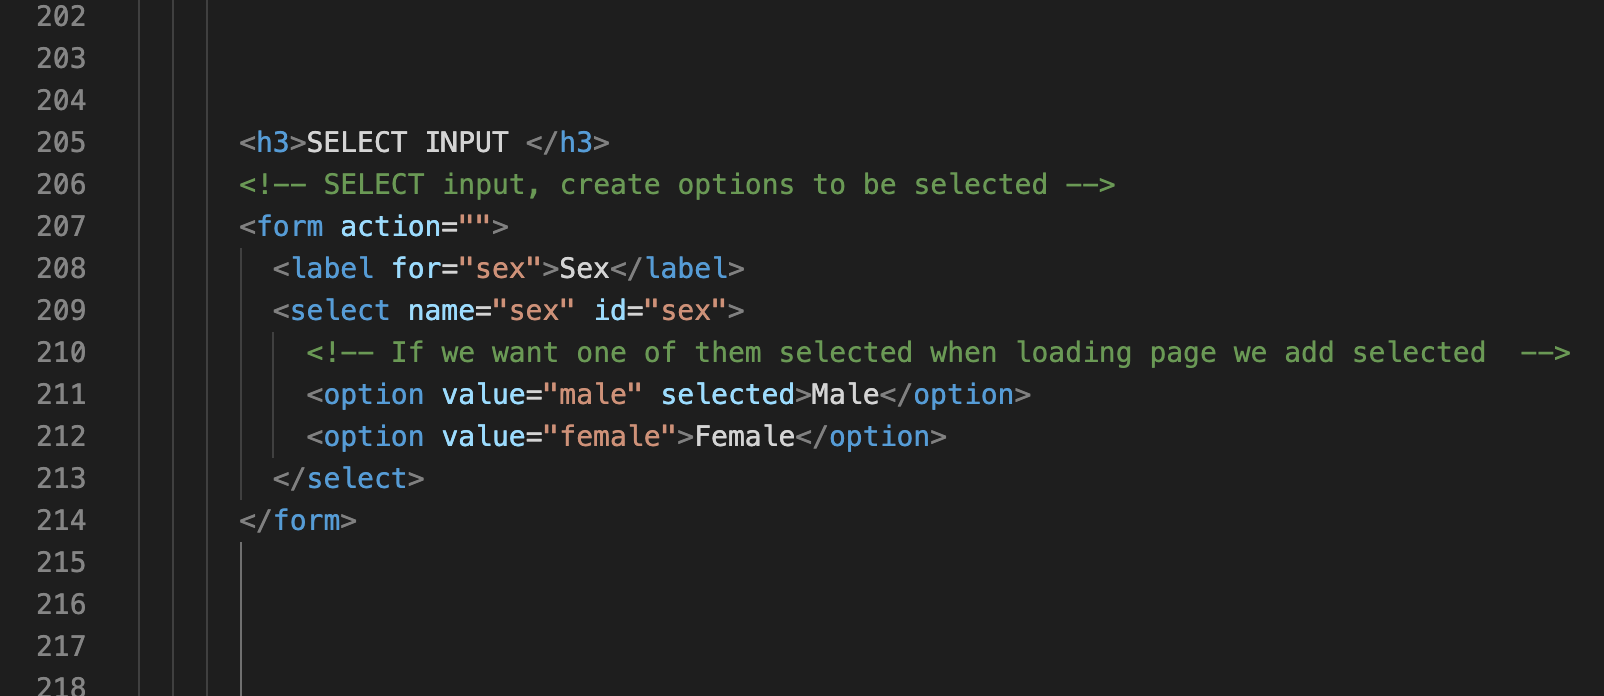 202
203
204
205 <h3>SELECT INPUT </h3>
206 <!-- SELECT input, create options to be selected -->
207 <form action="">
208 <label for="sex">Sex</label>
209 <select name="sex" id="sex">
210 <!-- If we want one of them selected when loading page we add selected  -->
211 <option value="male" selected>Male</option>
212 <option value="female">Female</option>
213 </select>
214 </form>
215
216
217
218